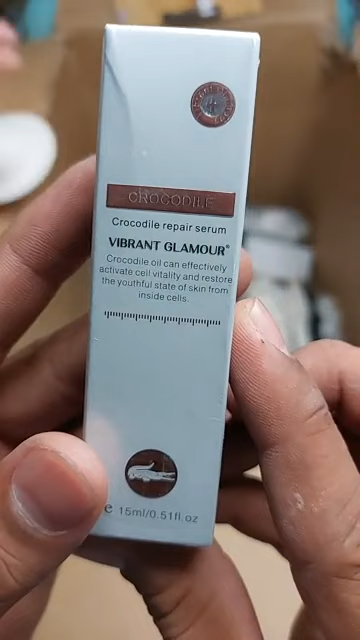 CROCODILE
Crocodile repair serum
VIBRANT GLAMOUR®
Crocodile oil can effectively
activate cell vitality and restore
the youthful state of skin from
inside cells.
e 15ml/0.51fl.oz